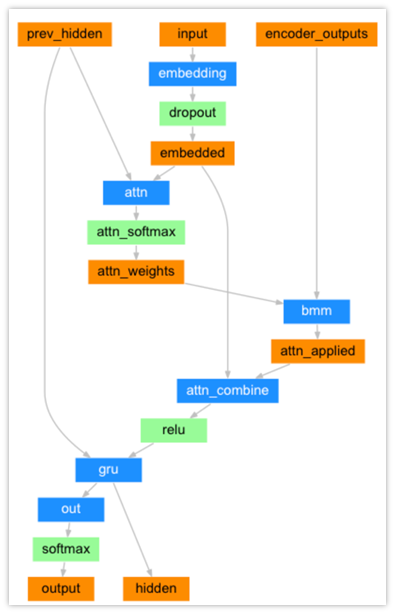 prev_hidden
input
encoder_outputs
embedding
dropout
embedded
attn
attn_softmax
attn_weights
bmm
attn_applied
attn_combine
relu
gru
out
softmax
output
hidden